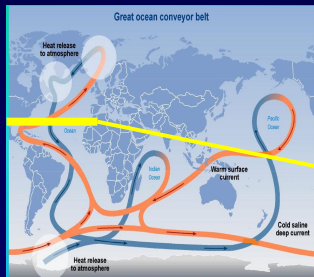 Great ocean conveyor belt
Heat release
to atmosphere
Ocean
Pacific
Ocean
Indian
Ocean
Warm surface
current
Cold saline
deep current
Heat release
to atmosphere